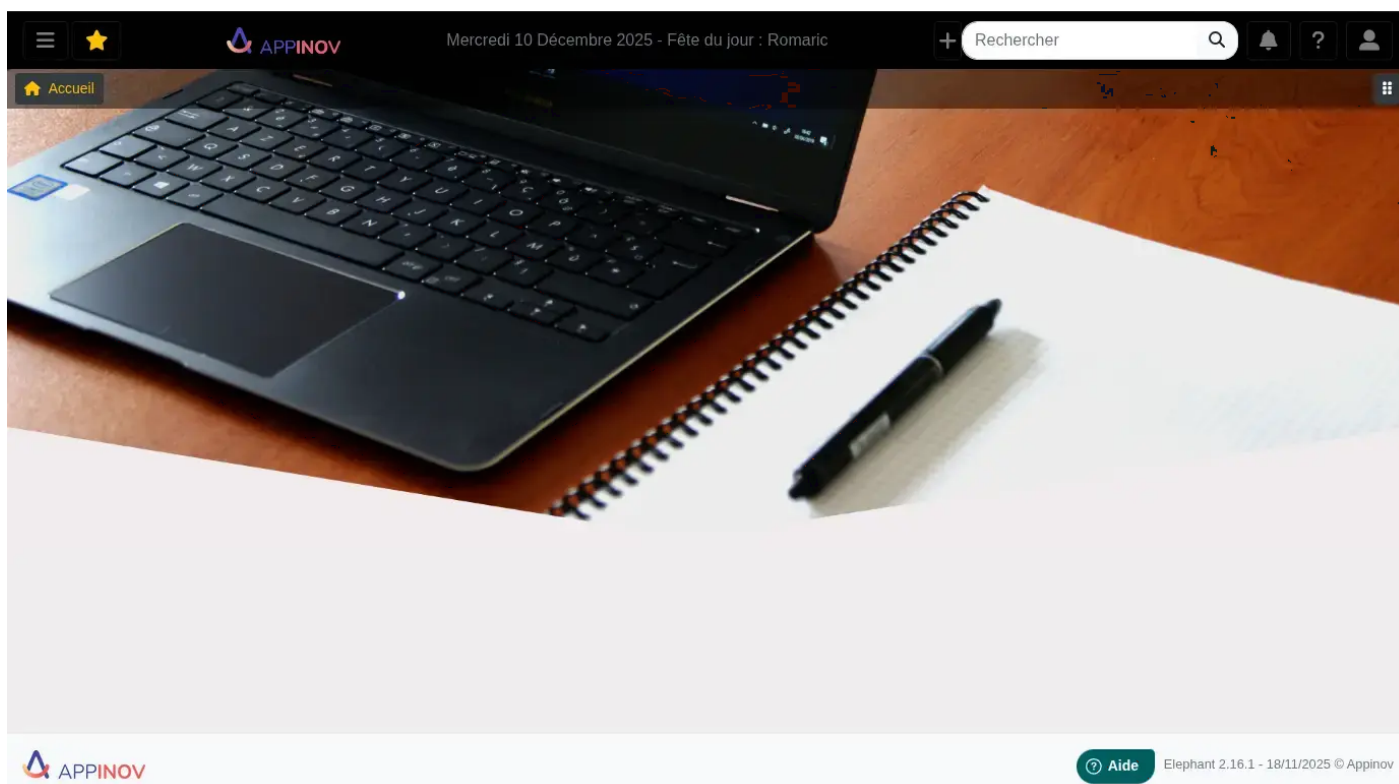 APPINOV
Mercredi 10 Décembre 2025 - Fête du jour : Romaric
Rechercher
Accueil
APPINOV
Aide
Elephant 2.16.1 - 18/11/2025 © Appinov